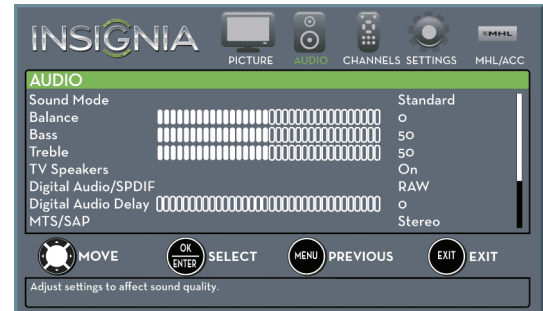 INSIGNIA
PICTURE AUDIO CHANNELS SETTINGS MHL/ACC
MHL
AUDIO
Sound Mode Standard
Balance 0
Bass 50
Treble 50
TV Speakers On
Digital Audio/SPDIF RAW
Digital Audio Delay 0
MTS/SAP Stereo
MOVE OK ENTER SELECT MENU PREVIOUS EXIT EXIT
Adjust settings to affect sound quality.